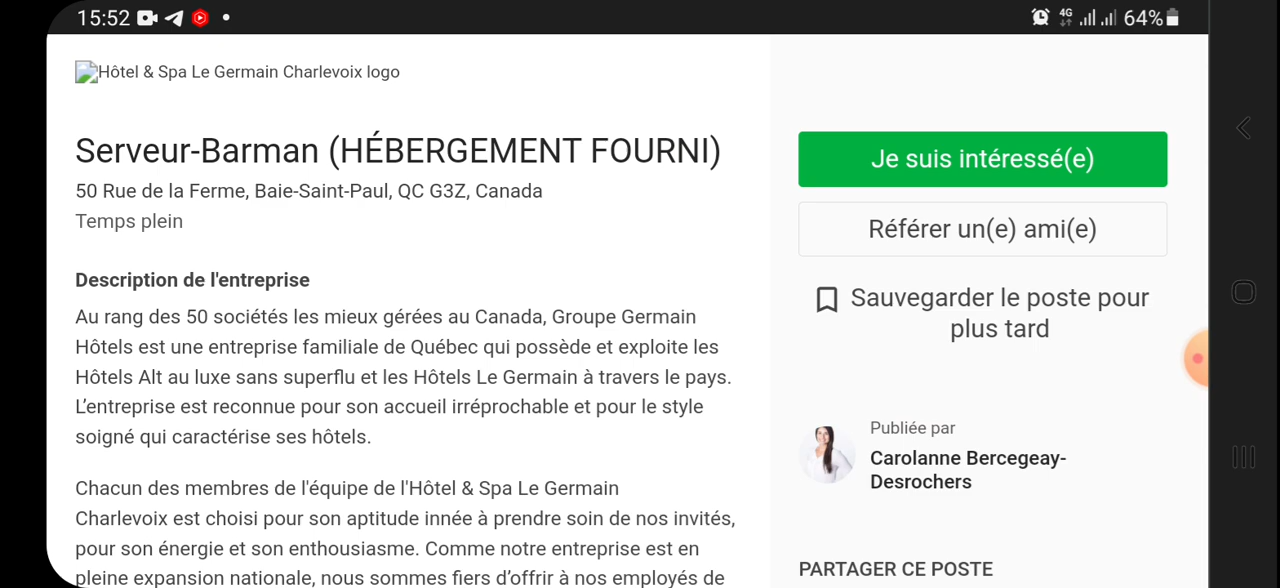 15:52
4G
64%
Hôtel & Spa Le Germain Charlevoix logo
Serveur-Barman (HÉBERGEMENT FOURNI)
50 Rue de la Ferme, Baie-Saint-Paul, QC G3Z, Canada
Temps plein
Description de l'entreprise
Au rang des 50 sociétés les mieux gérées au Canada, Groupe Germain
Hôtels est une entreprise familiale de Québec qui possède et exploite les
Hôtels Alt au luxe sans superflu et les Hôtels Le Germain à travers le pays.
L’entreprise est reconnue pour son accueil irréprochable et pour le style
soigné qui caractérise ses hôtels.
Chacun des membres de l'équipe de l'Hôtel & Spa Le Germain
Charlevoix est choisi pour son aptitude innée à prendre soin de nos invités,
pour son énergie et son enthousiasme. Comme notre entreprise est en
pleine expansion nationale, nous sommes fiers d’offrir à nos employés de
Je suis intéressé(e)
Référer un(e) ami(e)
Sauvegarder le poste pour
plus tard
Publiée par
Carolanne Bercegeay-
Desrochers
PARTAGER CE POSTE